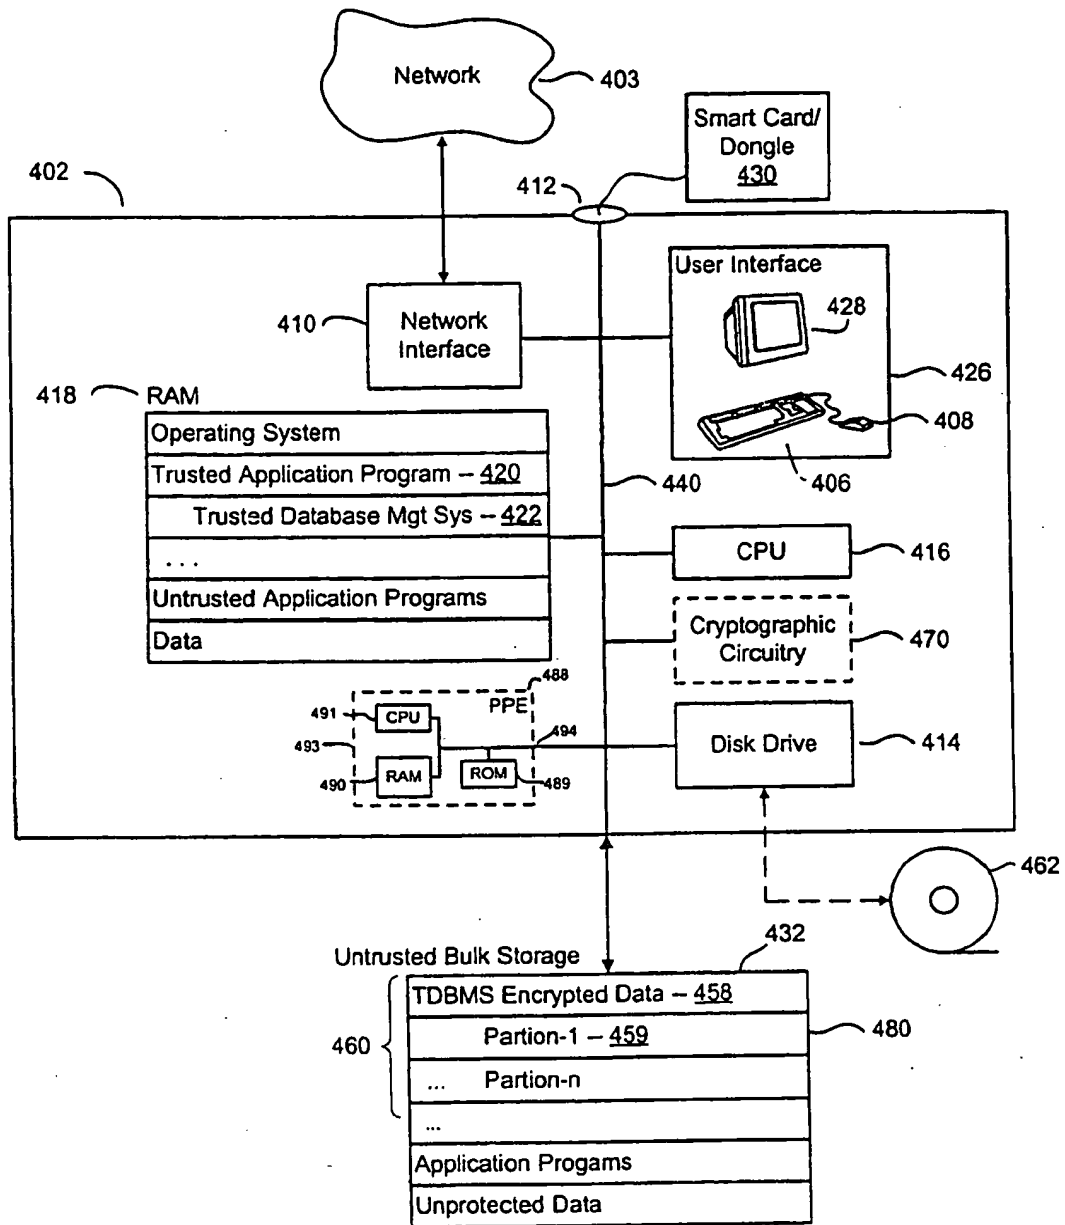 Network
403
Smart Card/
Dongle
430
402
412
User Interface
428
410
Network
Interface
426
418
RAM
408
Operating System
Trusted Application Program – 420
440
406
Trusted Database Mgt Sys – 422
. . .
CPU
416
Untrusted Application Programs
Data
Cryptographic
Circuitry
470
488
PPE
491
CPU
494
493
490
RAM
ROM
489
Disk Drive
414
462
432
Untrusted Bulk Storage
TDBMS Encrypted Data – 458
480
460
Partion-1 – 459
... Partion-n
...
Application Progams
Unprotected Data